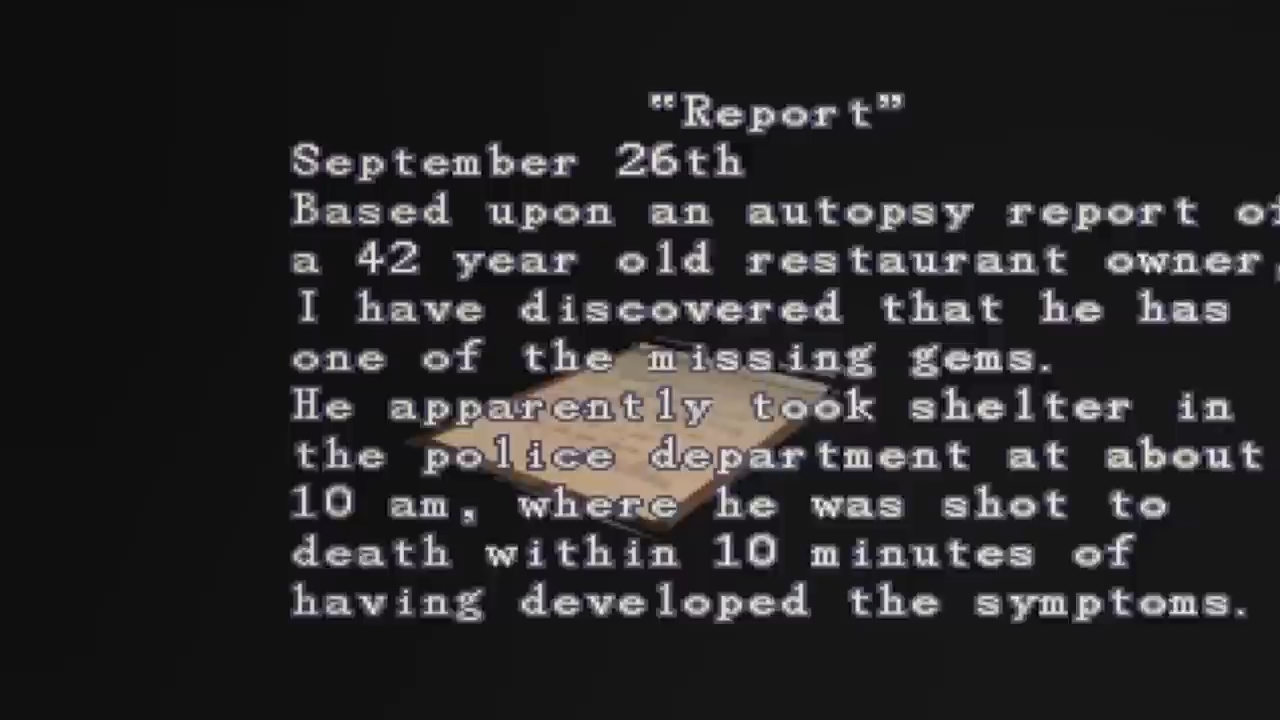 "Report"
September 26th
Based upon an autopsy report of
a 42 year old restaurant owner,
I have discovered that he has
one of the missing gems.
He apparently took shelter in
the police department at about
10 am, where he was shot to
death within 10 minutes of
having developed the symptoms.